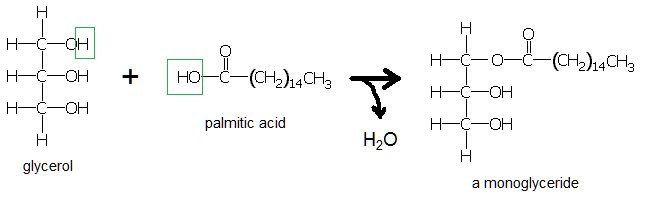 H
H–C–OH
H–C–OH
H–C–OH
H
glycerol
+
O
HO–C–(CH₂)₁₄CH₃
palmitic acid
H₂O
H
H–C–O–C–(CH₂)₁₄CH₃
O
H–C–OH
H–C–OH
H
a monoglyceride